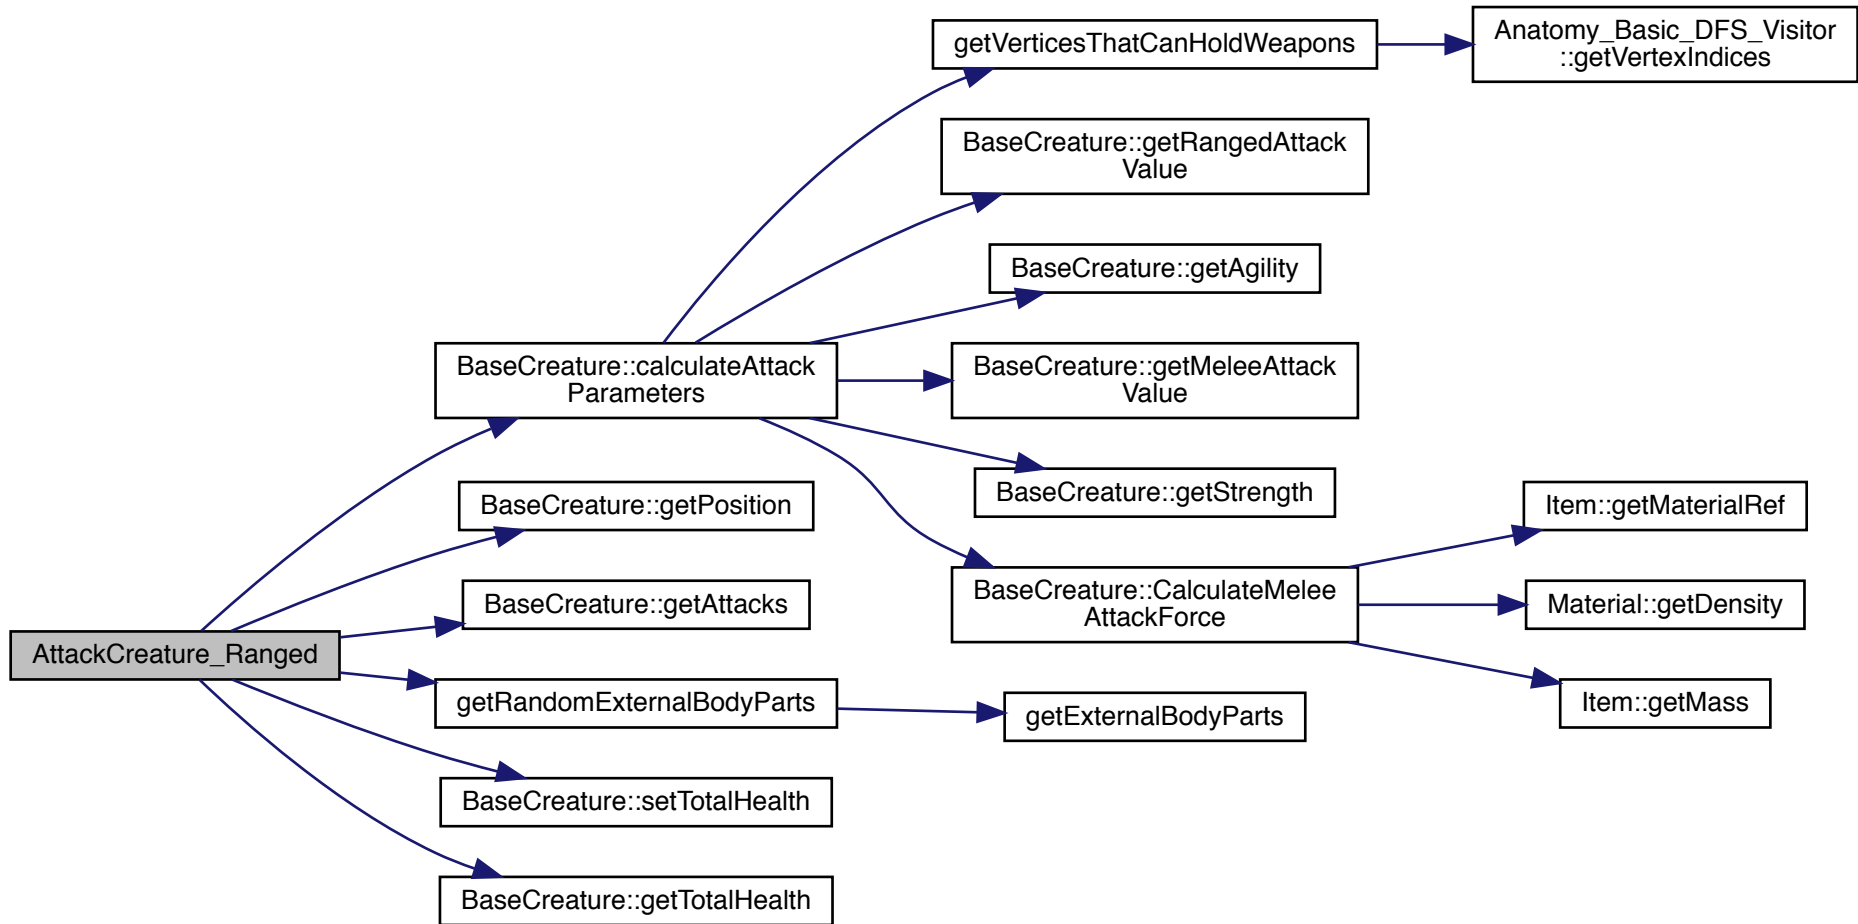 getVerticesThatCanHoldWeapons
Anatomy_Basic_DFS_Visitor
::getVertexIndices
BaseCreature::getRangedAttack
Value
BaseCreature::getAgility
BaseCreature::calculateAttack
Parameters
BaseCreature::getMeleeAttack
Value
BaseCreature::getPosition
BaseCreature::getStrength
Item::getMaterialRef
BaseCreature::getAttacks
BaseCreature::CalculateMelee
AttackForce
Material::getDensity
AttackCreature_Ranged
getRandomExternalBodyParts
getExternalBodyParts
Item::getMass
BaseCreature::setTotalHealth
BaseCreature::getTotalHealth